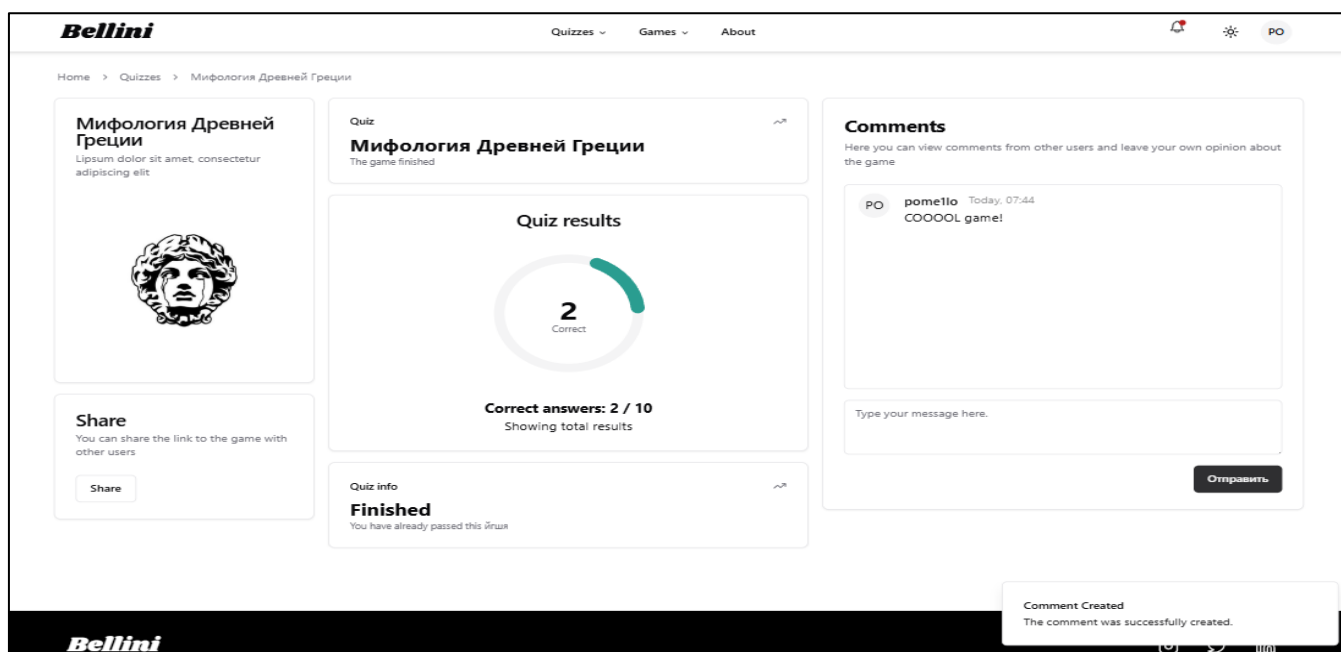 Bellini
Quizzes
Games
About
PO
Home > Quizzes > Мифология Древней Греции
Мифология Древней
Греции
Lipsum dolor sit amet, consectetur
adipiscing elit
Share
You can share the link to the game with
other users
Share
Quiz
Мифология Древней Греции
The game finished
Quiz results
2
Correct
Correct answers: 2 / 10
Showing total results
Quiz info
Finished
You have already passed this йгшя
Comments
Here you can view comments from other users and leave your own opinion about
the game
PO
pome1lo Today, 07:44
COOOOL game!
Type your message here.
Отправить
Comment Created
The comment was successfully created.
Bellini